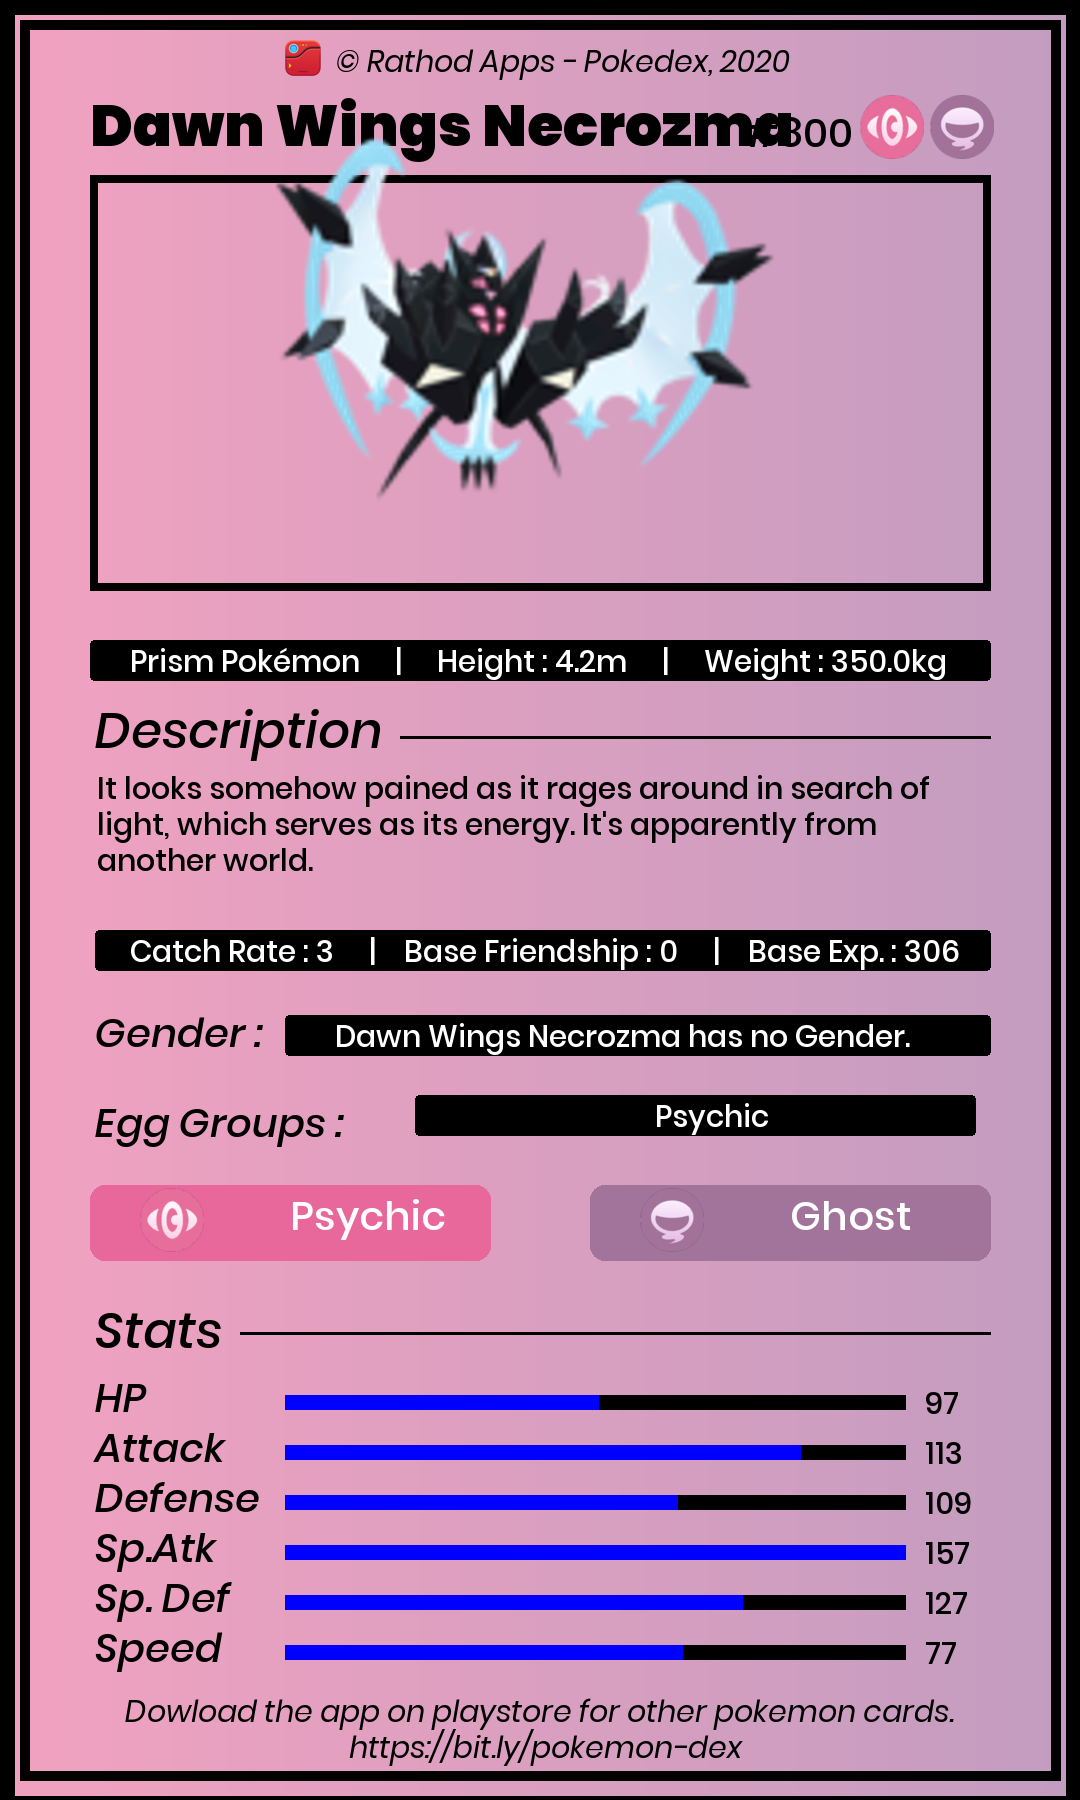 © Rathod Apps - Pokedex, 2020
Dawn Wings Necrozma #800
Prism Pokémon | Height : 4.2m | Weight : 350.0kg
Description
It looks somehow pained as it rages around in search of
light, which serves as its energy. It's apparently from
another world.
Catch Rate : 3 | Base Friendship : 0 | Base Exp. : 306
Gender : Dawn Wings Necrozma has no Gender.
Egg Groups : Psychic
Psychic Ghost
Stats
HP 97
Attack 113
Defense 109
Sp.Atk 157
Sp. Def 127
Speed 77
Dowload the app on playstore for other pokemon cards.
https://bit.ly/pokemon-dex